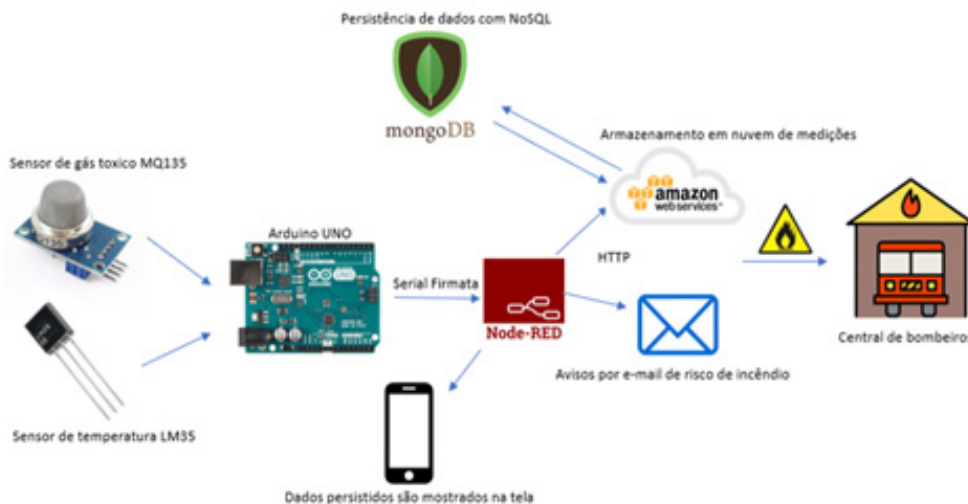 Persistência de dados com NoSQL
mongoDB
Armazenamento em nuvem de medições
amazon
webservices™
Sensor de gás toxico MQ135
Arduino UNO
Serial Firmata
HTTP
Node-RED
Central de bombeiros
Avisos por e-mail de risco de incêndio
Sensor de temperatura LM35
Dados persistidos são mostrados na tela